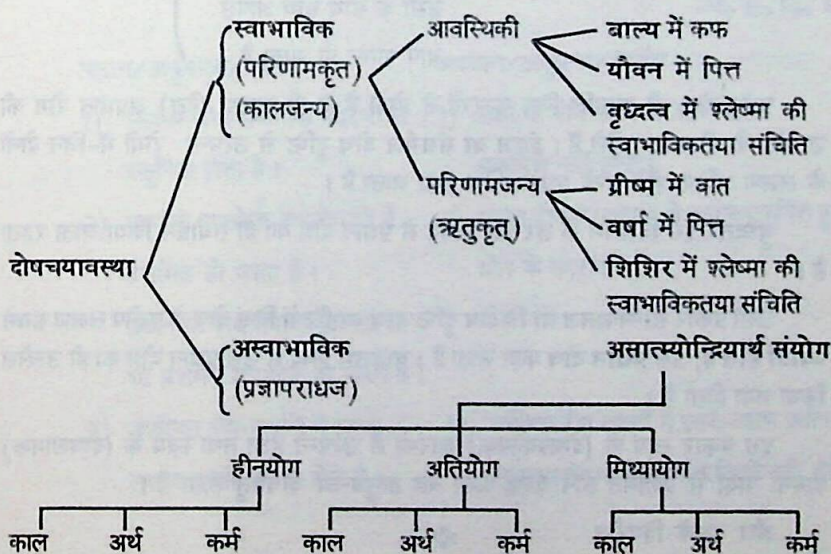 स्वाभाविक
(परिणामकृत)
(कालजन्य)
आवस्थिकी
बाल्य में कफ
यौवन में पित्त
वृध्दत्व में श्लेष्मा की
स्वाभाविकतया संचिति
परिणामजन्य
(ऋतुकृत्)
ग्रीष्म में वात
वर्षा में पित्त
शिशिर में श्लेष्मा की
स्वाभाविकतया संचिति
दोषचयावस्था
अस्वाभाविक
(प्रज्ञापराधज)
असात्म्येन्द्रियार्थ संयोग
हीनयोग अतियोग मिथ्यायोग
काल अर्थ कर्म काल अर्थ कर्म काल अर्थ कर्म